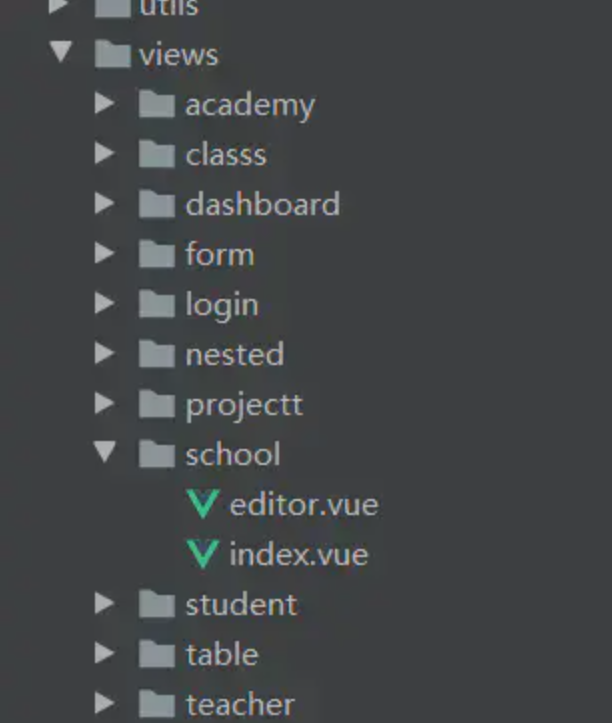 utils
views
academy
classs
dashboard
form
login
nested
projectt
school
editor.vue
index.vue
student
table
teacher